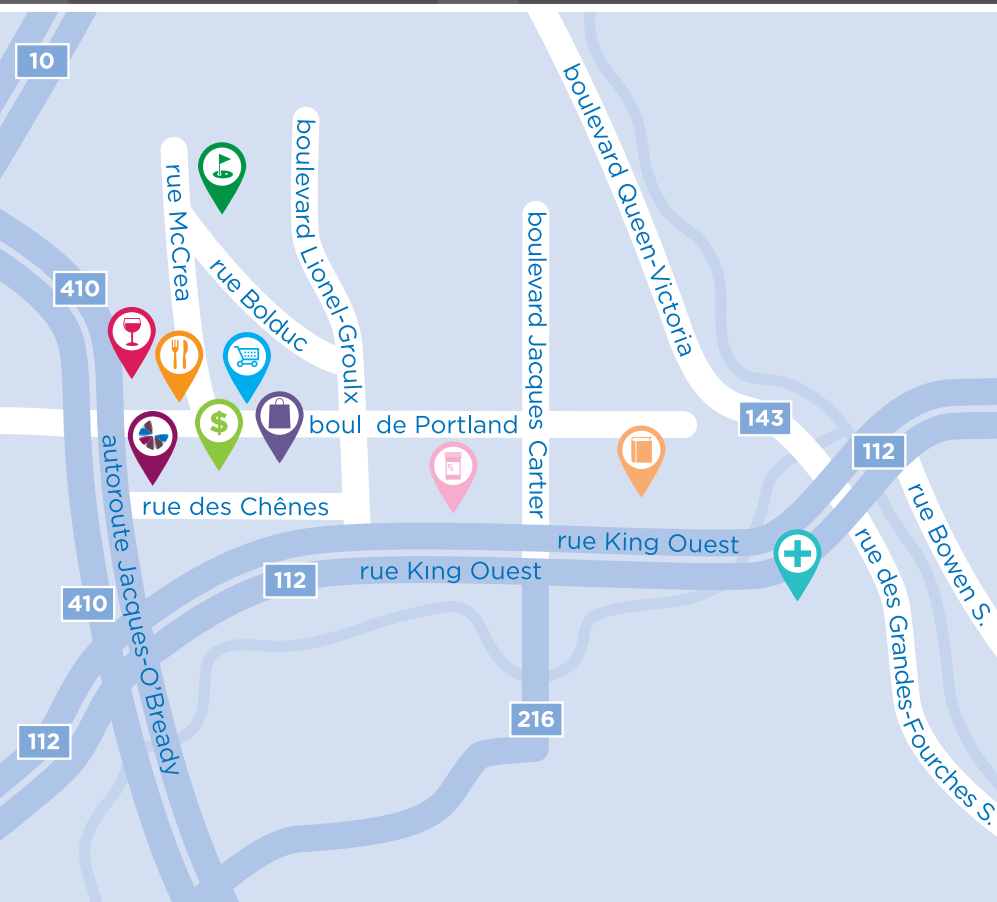 10
boulevard Queen-Victoria
boulevard Lionel-Groulx
rue McCrea
boulevard Jacques Cartier
rue Bolduc
410
$
boul de Portland
143
112
autoroute Jacques-O'Bready
Rx
rue des Chênes
rue Bowen S.
rue King Ouest
rue King Ouest
rue des Grandes-Fourches S.
112
410
216
112